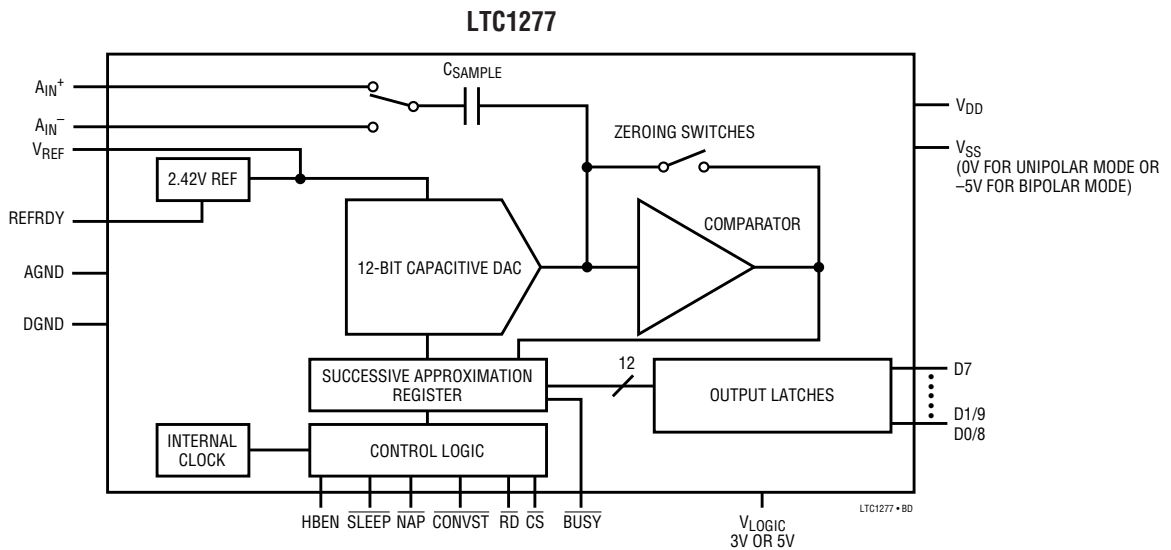 LTC1277
AIN+
AIN–
VREF
REFRDY
AGND
DGND
CSAMPLE
2.42V REF
12-BIT CAPACITIVE DAC
ZEROING SWITCHES
COMPARATOR
VDD
VSS
(0V FOR UNIPOLAR MODE OR
–5V FOR BIPOLAR MODE)
SUCCESSIVE APPROXIMATION
REGISTER
12
OUTPUT LATCHES
D7
D1/9
D0/8
INTERNAL
CLOCK
CONTROL LOGIC
HBEN SLEEP NAP CONVST RD CS BUSY
VLOGIC
3V OR 5V
LTC1277 • BD